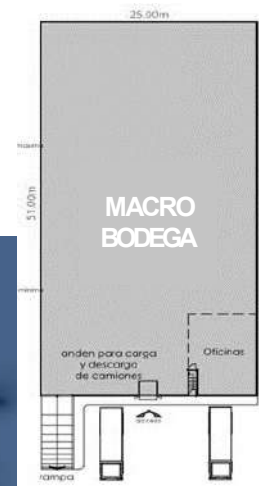 25.00m
51.00m
MACRO
BODEGA
Oficinas
anden para carga
y descarga
de camiones
rampa